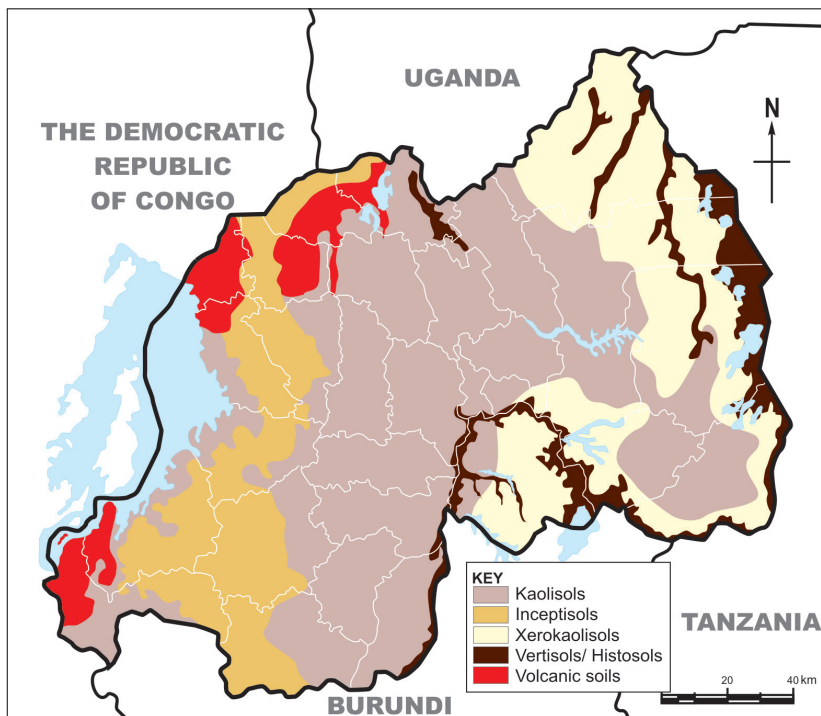 UGANDA
THE DEMOCRATIC
REPUBLIC
OF CONGO
N
KEY
Kaolisols
Inceptisols
Xerokaolisols
Vertisols/ Histosols
Volcanic soils
TANZANIA
20
40 km
BURUNDI